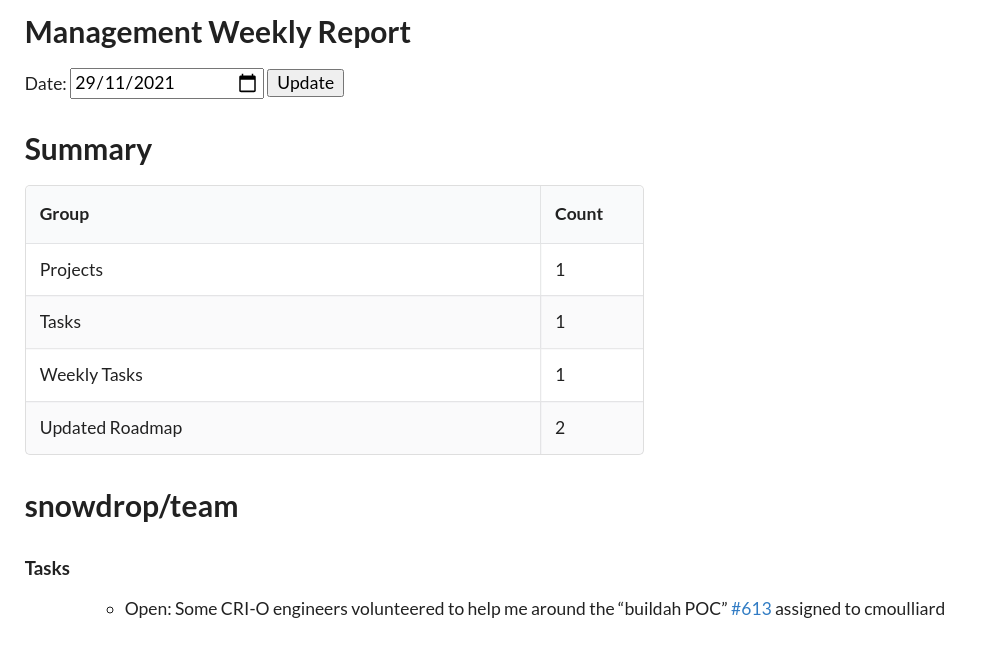 Management Weekly Report
Date: 29/11/2021 Update
Summary
Group Count
Projects 1
Tasks 1
Weekly Tasks 1
Updated Roadmap 2
snowdrop/team
Tasks
Open: Some CRI-O engineers volunteered to help me around the “buildah POC” #613 assigned to cmoulliard